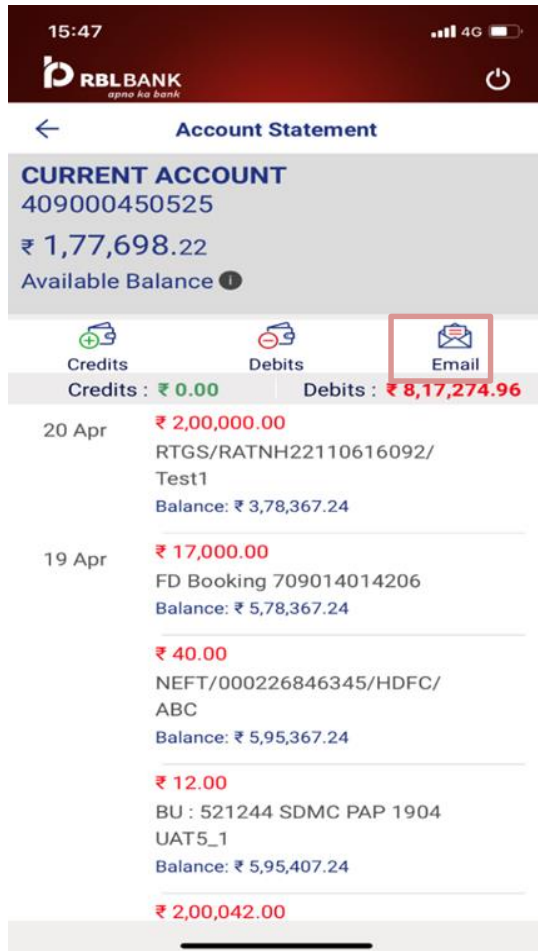 15:47
4G
RBLBANK
apno ka bank
Account Statement
CURRENT ACCOUNT
409000450525
₹ 1,77,698.22
Available Balance i
Credits
Debits
Email
Credits : ₹ 0.00
Debits : ₹ 8,17,274.96
20 Apr
₹ 2,00,000.00
RTGS/RATNH22110616092/
Test1
Balance: ₹ 3,78,367.24
19 Apr
₹ 17,000.00
FD Booking 709014014206
Balance: ₹ 5,78,367.24
₹ 40.00
NEFT/000226846345/HDFC/
ABC
Balance: ₹ 5,95,367.24
₹ 12.00
BU : 521244 SDMC PAP 1904
UAT5_1
Balance: ₹ 5,95,407.24
₹ 2,00,042.00